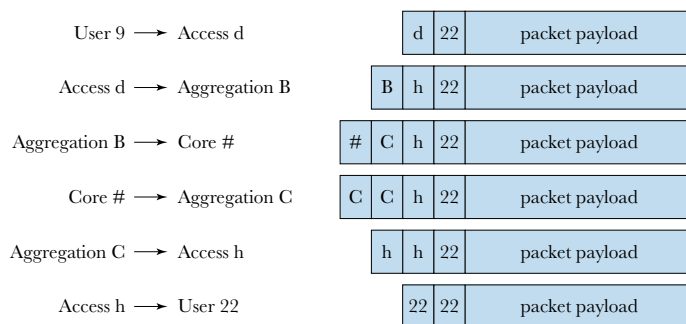 User 9 ⟶ Access d d 22 packet payload
Access d ⟶ Aggregation B B h 22 packet payload
Aggregation B ⟶ Core # # C h 22 packet payload
Core # ⟶ Aggregation C C C h 22 packet payload
Aggregation C ⟶ Access h h h 22 packet payload
Access h ⟶ User 22 22 22 packet payload